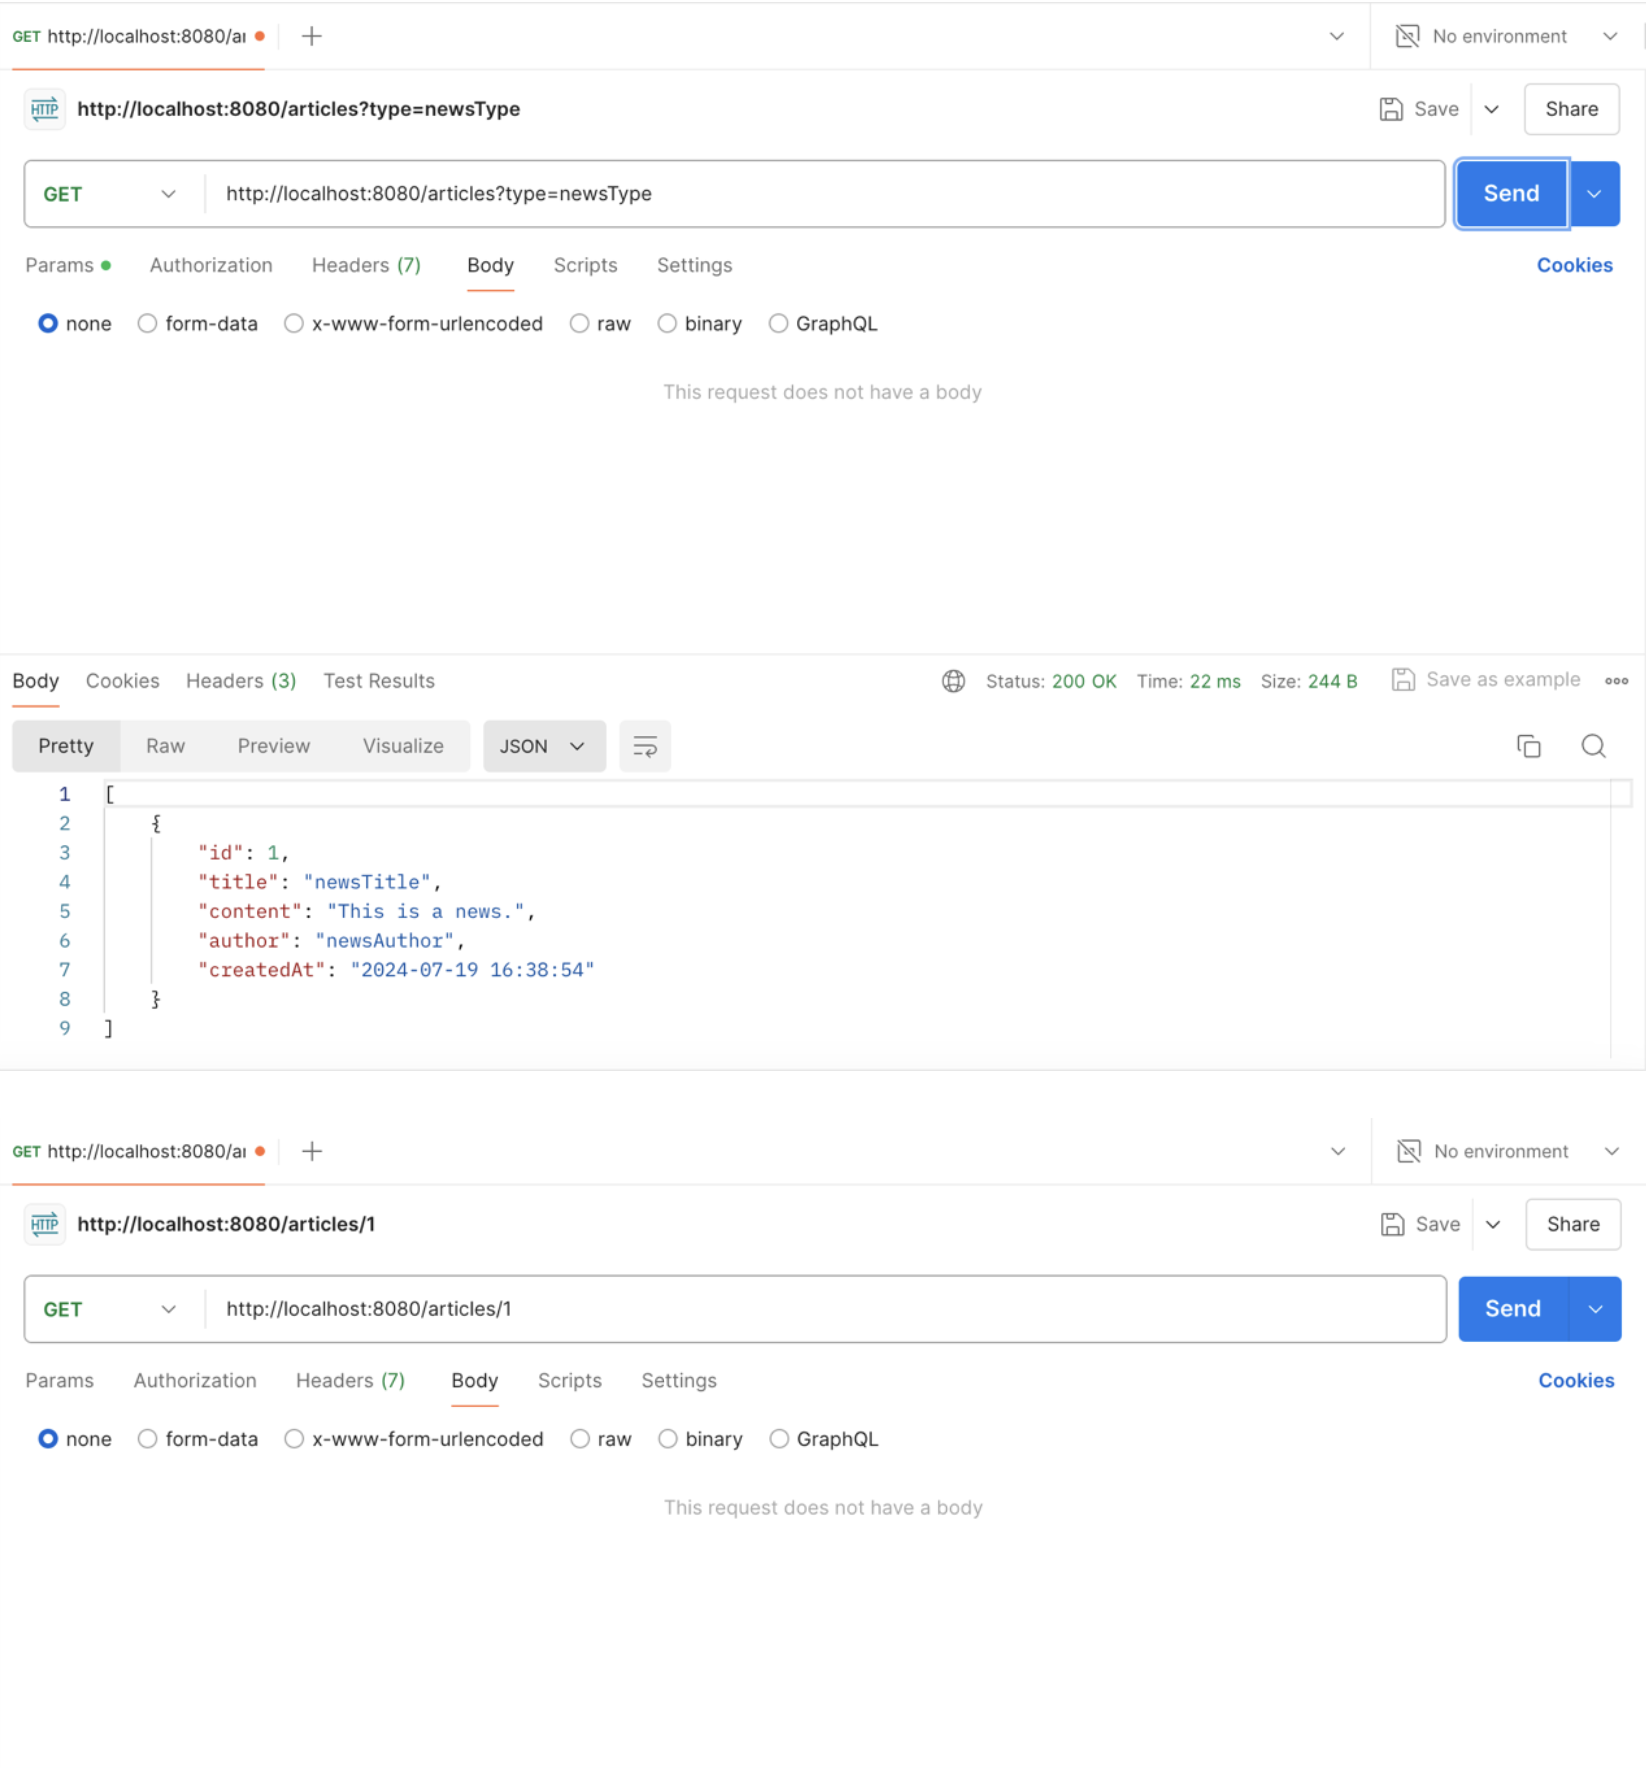 GET http://localhost:8080/ar
No environment
HTTP http://localhost:8080/articles?type=newsType
Save
Share
GET http://localhost:8080/articles?type=newsType
Send
Params Authorization Headers (7) Body Scripts Settings
Cookies
none form-data x-www-form-urlencoded raw binary GraphQL
This request does not have a body
Body Cookies Headers (3) Test Results
Status: 200 OK Time: 22 ms Size: 244 B
Save as example
Pretty Raw Preview Visualize JSON
1 [
2 {
3 "id": 1,
4 "title": "newsTitle",
5 "content": "This is a news.",
6 "author": "newsAuthor",
7 "createdAt": "2024-07-19 16:38:54"
8 }
9 ]
GET http://localhost:8080/ar
No environment
HTTP http://localhost:8080/articles/1
Save
Share
GET http://localhost:8080/articles/1
Send
Params Authorization Headers (7) Body Scripts Settings
Cookies
none form-data x-www-form-urlencoded raw binary GraphQL
This request does not have a body